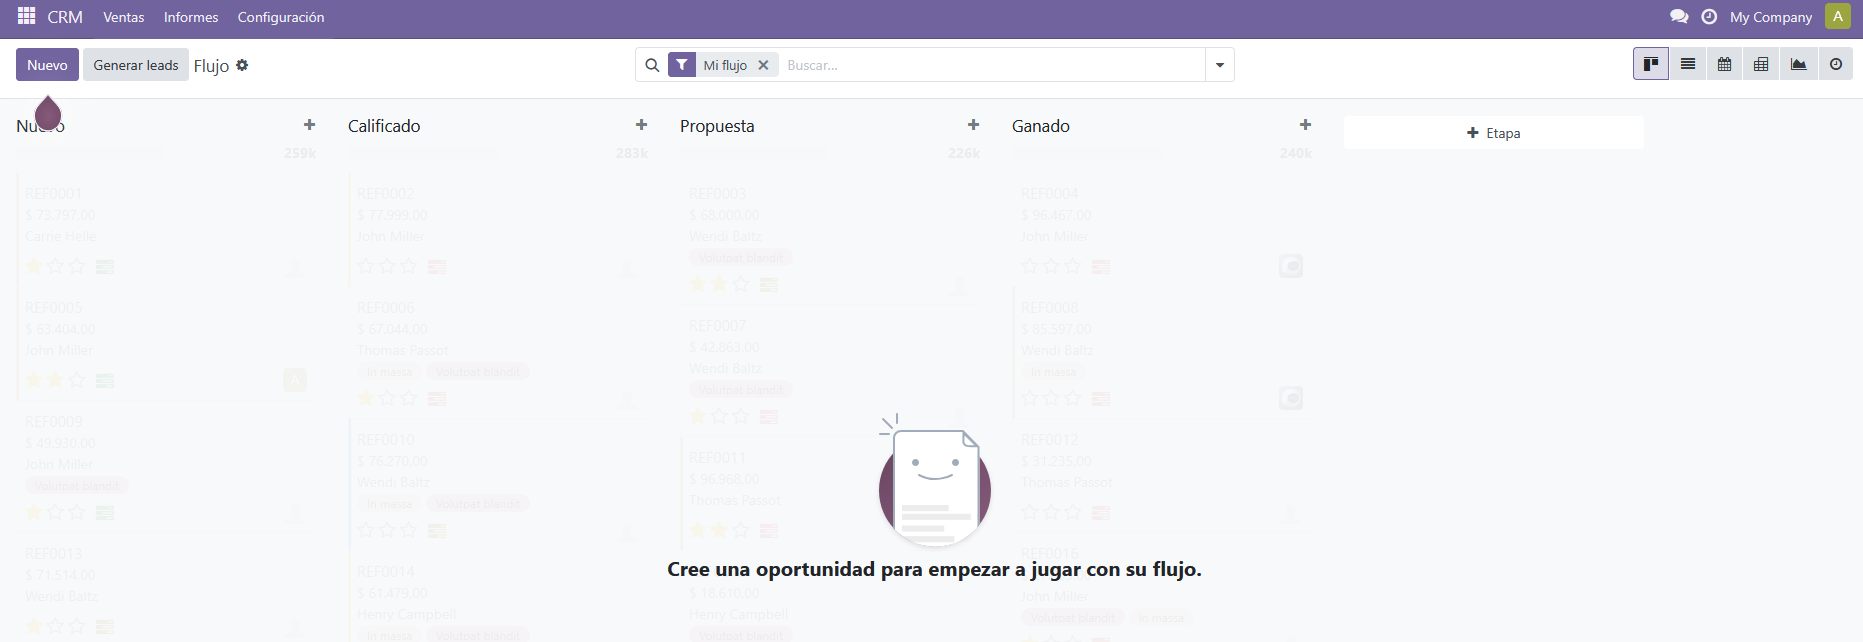 CRM Ventas Informes Configuración My Company A
Nuevo Generar leads Flujo Mi flujo Buscar...
Nuevo Calificado Propuesta Ganado Etapa
259k 283k 226k 240k
REF0001 REF0002 REF0003 REF0004
$ 73,797.00 $ 77,999.00 $ 68,000.00 $ 96,467.00
Carrie Helle John Miller Wendi Baltz John Miller
Volutpat blandit
REF0005 REF0006 REF0007 REF0008
$ 63,404.00 $ 67,044.00 $ 42,863.00 $ 85,597.00
John Miller Thomas Passot Wendi Baltz Wendi Baltz
In massa Volutpat blandit Volutpat blandit In massa
A
REF0009 REF0010 REF0011 REF0012
$ 49,930.00 $ 76,270.00 $ 96,968.00 $ 31,235.00
John Miller Wendi Baltz Thomas Passot Thomas Passot
Volutpat blandit In massa Volutpat blandit
REF0013 REF0014 REF0016
$ 71,514.00 $ 61,479.00 $ 18,610.00
Wendi Baltz Henry Campbell Henry Campbell John Miller
In massa Volutpat blandit Volutpat blandit Volutpat blandit In massa
Cree una oportunidad para empezar a jugar con su flujo.